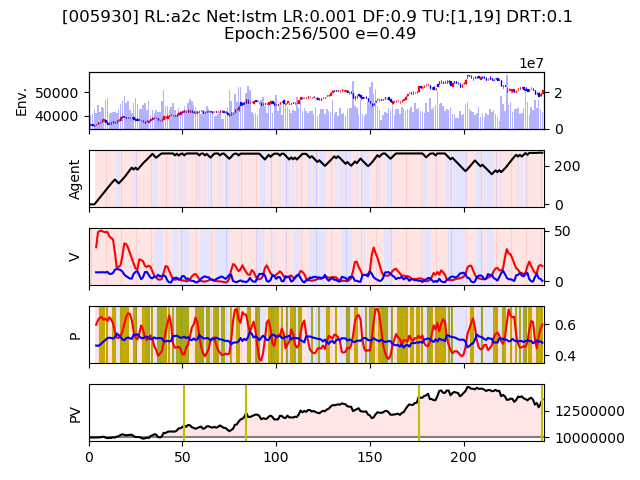 [005930] RL:a2c Net:lstm LR:0.001 DF:0.9 TU:[1,19] DRT:0.1
Epoch:256/500 e=0.49
1e7
Env.
50000
40000
2
0
Agent
200
0
V
50
0
P
0.6
0.4
PV
12500000
10000000
0 50 100 150 200